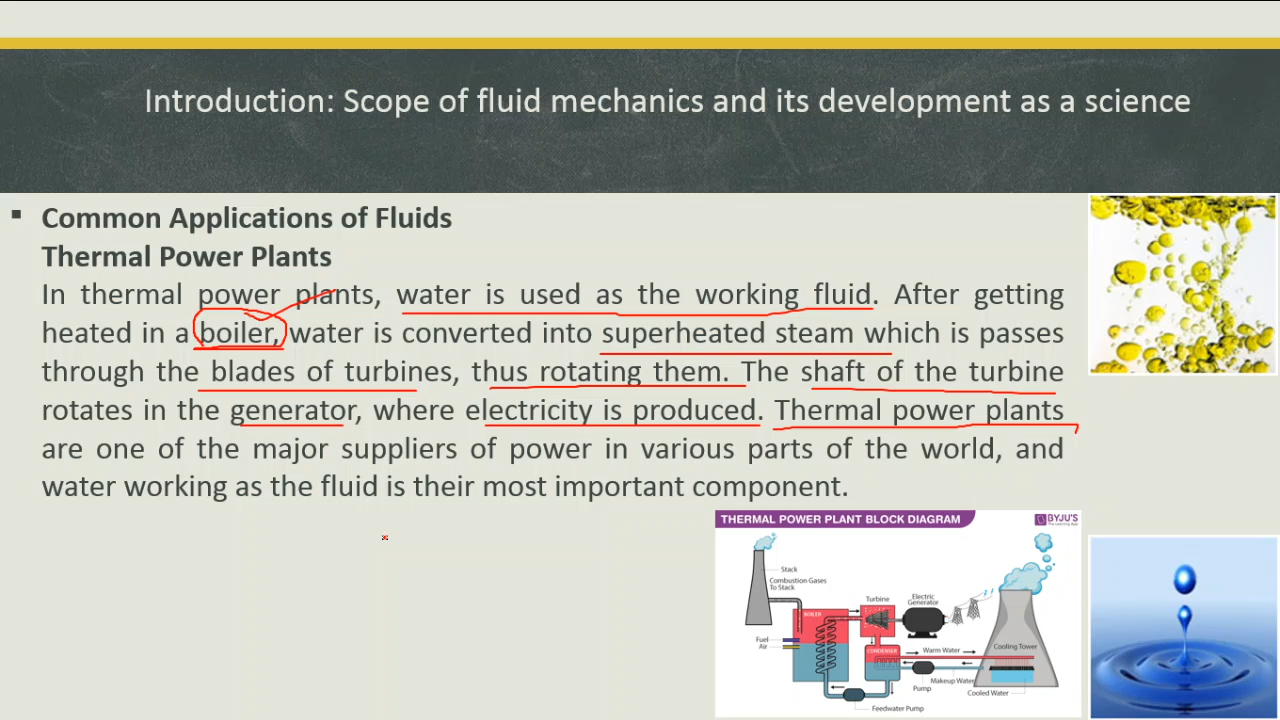 Introduction: Scope of fluid mechanics and its development as a science
Common Applications of Fluids
Thermal Power Plants
In thermal power plants, water is used as the working fluid. After getting
heated in a boiler, water is converted into superheated steam which is passes
through the blades of turbines, thus rotating them. The shaft of the turbine
rotates in the generator, where electricity is produced. Thermal power plants
are one of the major suppliers of power in various parts of the world, and
water working as the fluid is their most important component.
THERMAL POWER PLANT BLOCK DIAGRAM
BYJU'S
The Learning App
Stack
Combustion Gases
To Stack
Turbine
Electric
Generator
BOILER
Fuel
Air
CONDENSER
Warm Water
Cooling Tower
Pump
Makeup Water
Cooled Water
Feedwater Pump